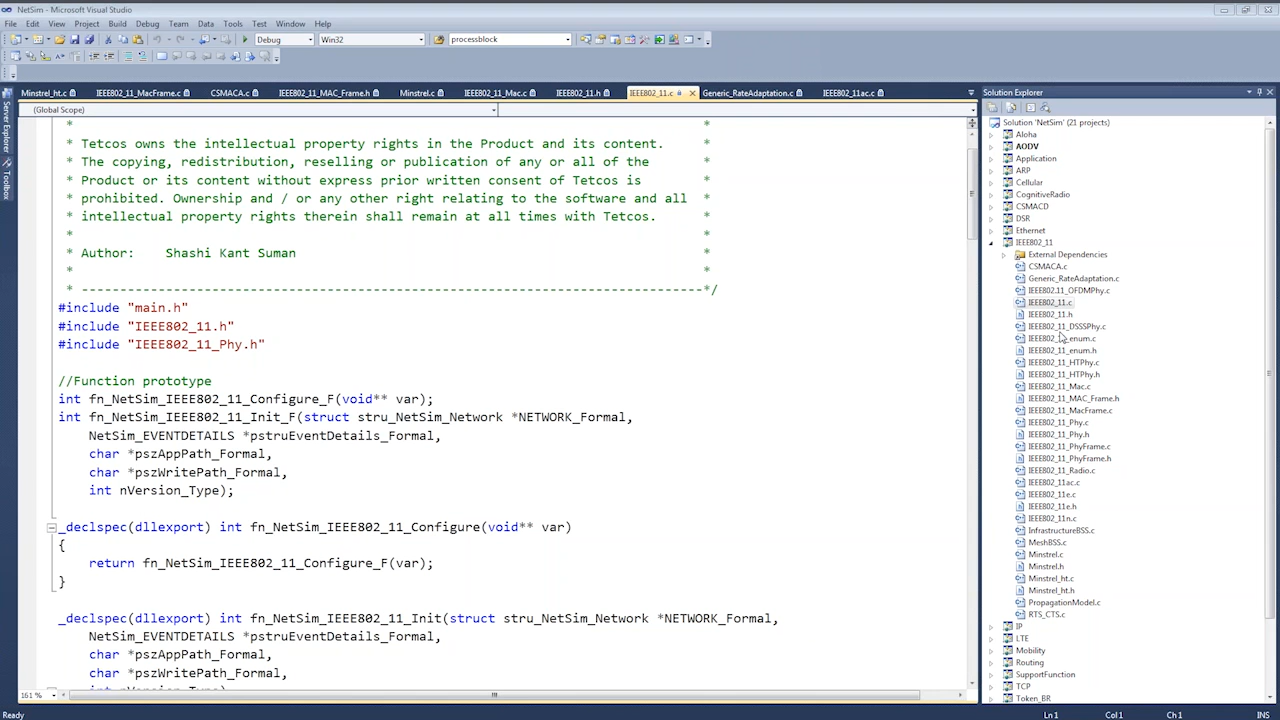 NetSim - Microsoft Visual Studio
File Edit View Project Build Debug Team Data Tools Test Window Help
Debug Win32 processblock
Minstrel_ht.c IEEE802_11_MacFrame.c CSMACA.c IEEE802_11_MAC_Frame.h Minstrel.c IEEE802_11_Mac.c IEEE802_11.h IEEE802_11.c Generic_RateAdaptation.c IEEE802_11ac.c
(Global Scope)
Server Explorer
Toolbox
*
* Tetcos owns the intellectual property rights in the Product and its content. *
* The copying, redistribution, reselling or publication of any or all of the *
* Product or its content without express prior written consent of Tetcos is *
* prohibited. Ownership and / or any other right relating to the software and all *
* intellectual property rights therein shall remain at all times with Tetcos. *
* *
* Author: Shashi Kant Suman *
* *
* ---------------------------------------------------------------------------------*/
#include "main.h"
#include "IEEE802_11.h"
#include "IEEE802_11_Phy.h"
//Function prototype
int fn_NetSim_IEEE802_11_Configure_F(void** var);
int fn_NetSim_IEEE802_11_Init_F(struct stru_NetSim_Network *NETWORK_Formal,
NetSim_EVENTDETAILS *pstruEventDetails_Formal,
char *pszAppPath_Formal,
char *pszWritePath_Formal,
int nVersion_Type);
_declspec(dllexport) int fn_NetSim_IEEE802_11_Configure(void** var)
{
return fn_NetSim_IEEE802_11_Configure_F(var);
}
_declspec(dllexport) int fn_NetSim_IEEE802_11_Init(struct stru_NetSim_Network *NETWORK_Formal,
NetSim_EVENTDETAILS *pstruEventDetails_Formal,
char *pszAppPath_Formal,
char *pszWritePath_Formal,
161 %
Solution Explorer
Solution 'NetSim' (21 projects)
Aloha
AODV
Application
ARP
Cellular
CognitiveRadio
CSMACD
DSR
Ethernet
IEEE802_11
External Dependencies
CSMACA.c
Generic_RateAdaptation.c
IEEE802.11_OFDMPhy.c
IEEE802_11.c
IEEE802_11.h
IEEE802_11_DSSSPhy.c
IEEE802_11_enum.c
IEEE802_11_enum.h
IEEE802_11_HTPhy.c
IEEE802_11_HTPhy.h
IEEE802_11_Mac.c
IEEE802_11_MAC_Frame.h
IEEE802_11_MacFrame.c
IEEE802_11_Phy.c
IEEE802_11_Phy.h
IEEE802_11_PhyFrame.c
IEEE802_11_PhyFrame.h
IEEE802_11_Radio.c
IEEE802_11ac.c
IEEE802_11e.c
IEEE802_11e.h
IEEE802_11n.c
InfrastructureBSS.c
MeshBSS.c
Minstrel.c
Minstrel.h
Minstrel_ht.c
Minstrel_ht.h
PropagationModel.c
RTS_CTS.c
IP
LTE
Mobility
Routing
SupportFunction
TCP
Token_BR
Ready Ln 1 Col 1 Ch 1 INS